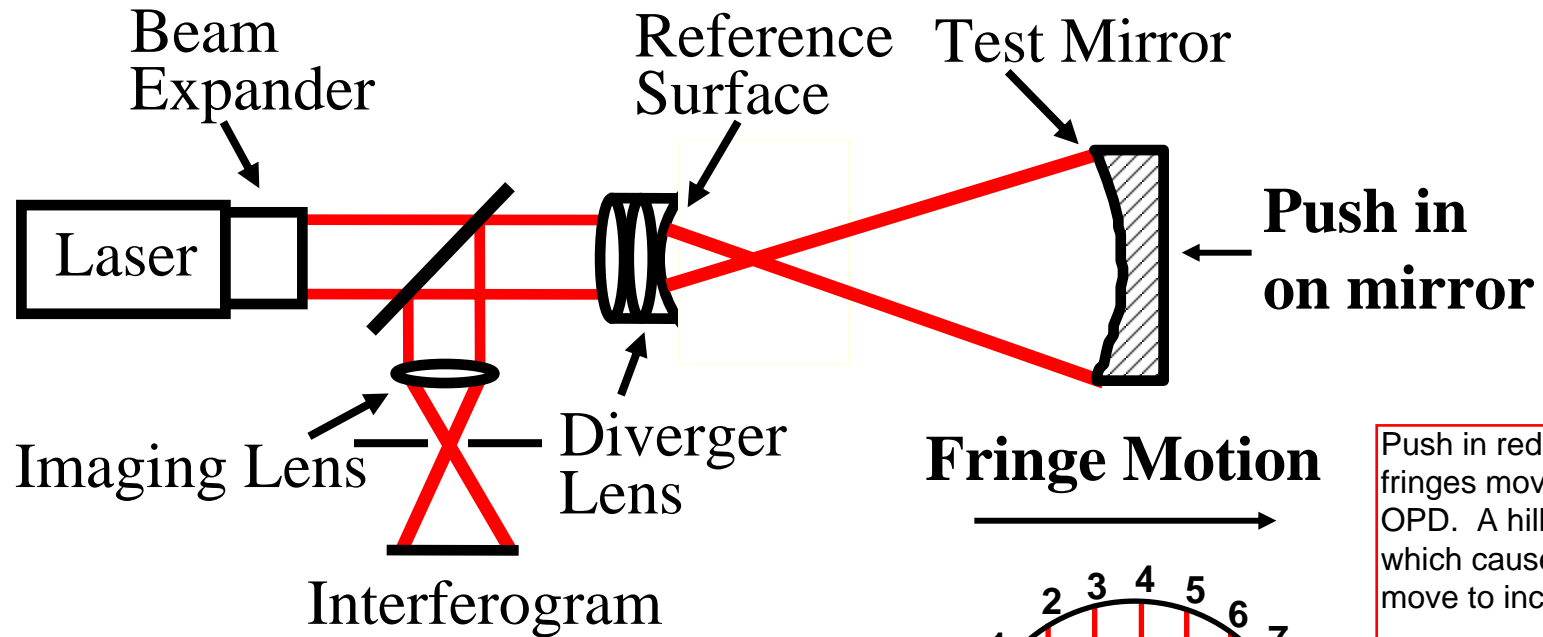 Beam
Expander
Reference
Surface
Test Mirror
Laser
Push in
on mirror
Imaging Lens
Diverger
Lens
Interferogram
Fringe Motion
Push in red
fringes mov
OPD. A hill
which cause
move to inc
2 3 4 5 6